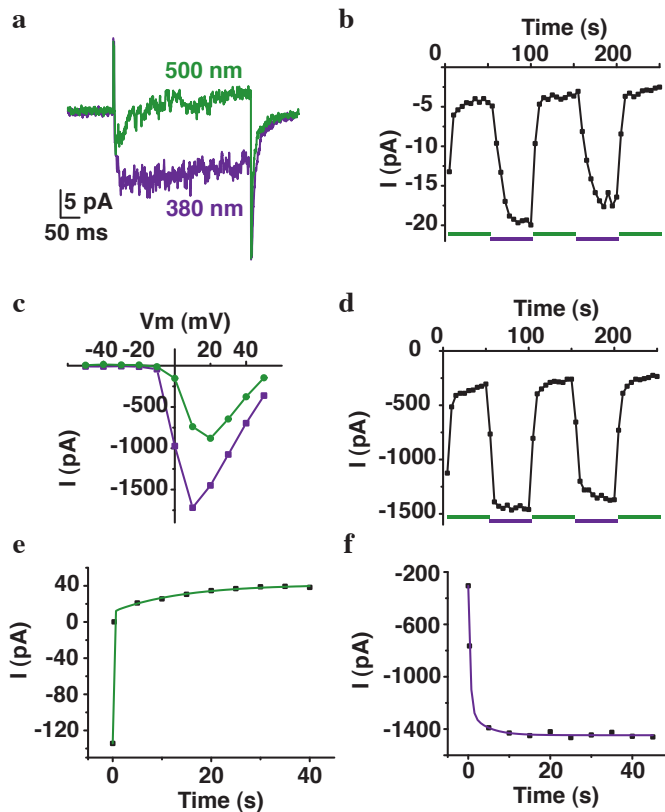 a
500 nm
380 nm
5 pA
50 ms
b
Time (s)
0 100 200
-5
-10
-15
-20
I (pA)
c
Vm (mV)
-40 -20 0 20 40
-500
-1000
-1500
I (pA)
d
Time (s)
0 100 200
0
-500
-1000
-1500
I (pA)
e
40
0
-40
-80
-120
I (pA)
0 20 40
Time (s)
f
-200
-600
-1000
-1400
I (pA)
0 20 40
Time (s)